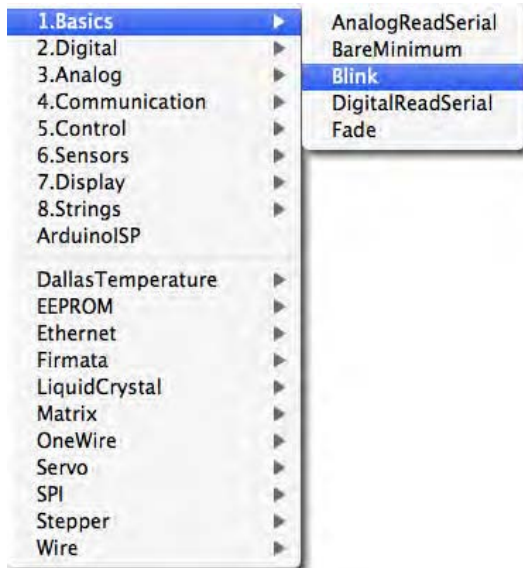 1.Basics
2.Digital
3.Analog
4.Communication
5.Control
6.Sensors
7.Display
8.Strings
ArduinoISP
DallasTemperature
EEPROM
Ethernet
Firmata
LiquidCrystal
Matrix
OneWire
Servo
SPI
Stepper
Wire
AnalogReadSerial
BareMinimum
Blink
DigitalReadSerial
Fade